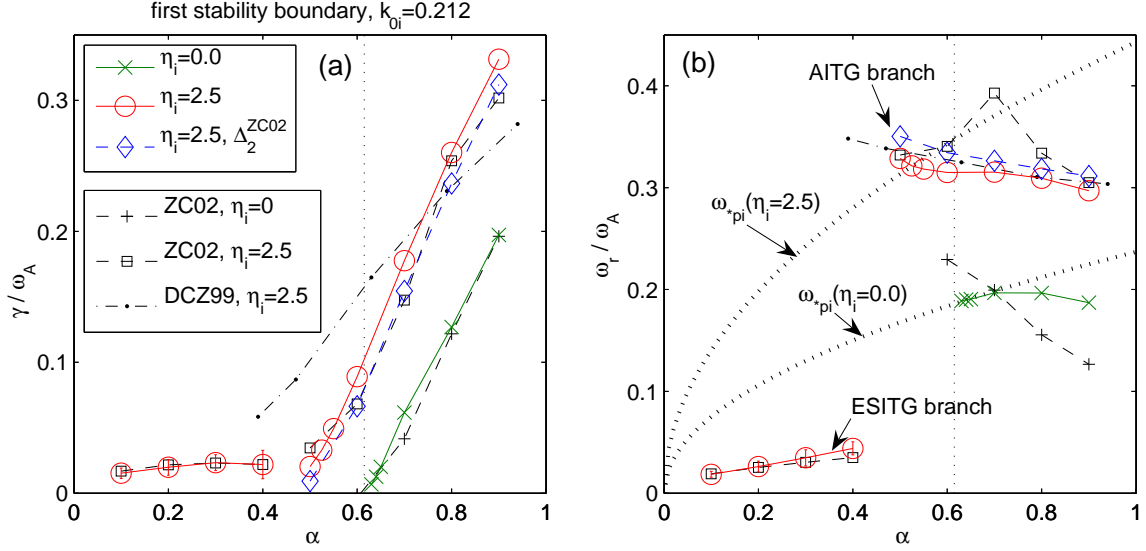 first stability boundary, k0i=0.212
(a)
ηi=0.0
ηi=2.5
ηi=2.5, Δ2ZC02
ZC02, ηi=0
ZC02, ηi=2.5
DCZ99, ηi=2.5
γ/ωA
0.3
0.2
0.1
0
0 0.2 0.4 0.6 0.8 1
α
(b)
AITG branch
ω*pi(ηi=2.5)
ω*pi(ηi=0.0)
ESITG branch
ωr/ωA
0.4
0.3
0.2
0.1
0
0 0.2 0.4 0.6 0.8 1
α